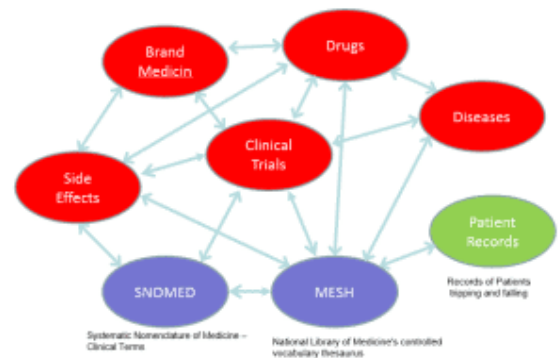 Brand
Medicin
Drugs
Diseases
Clinical
Trials
Side
Effects
Patient
Records
Records of Patients
tripping and falling
SNDMED
MESH
Systematic Nomenclature of Medicine –
Clinical Terms
National Library of Medicine's controlled
vocabulary thesaurus